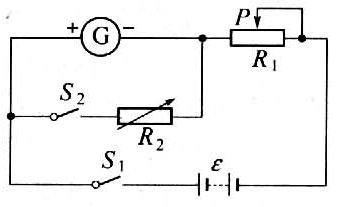 + G − P
R₁
S₂
R₂
S₁ ε